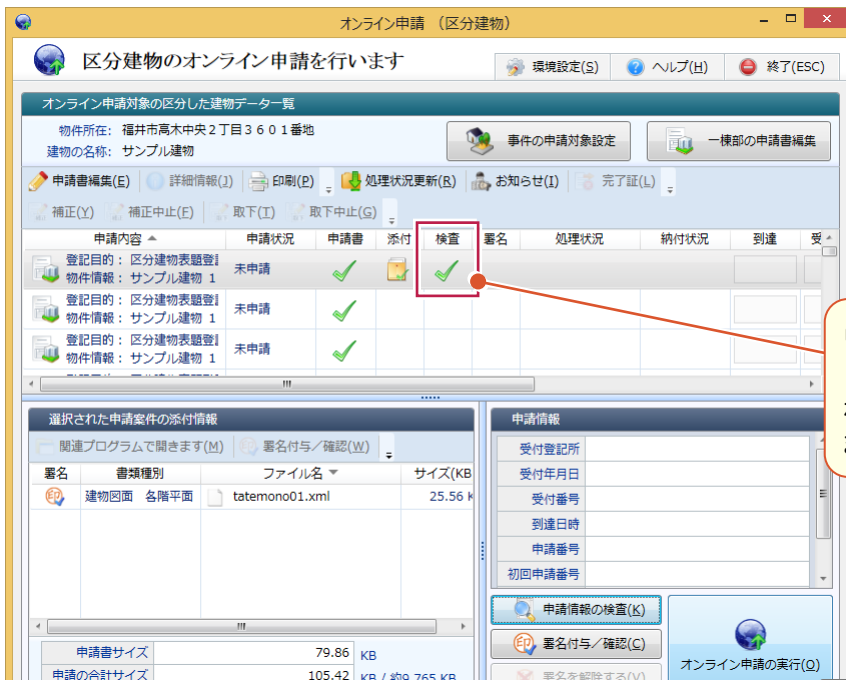 オンライン申請 （区分建物）
区分建物のオンライン申請を行います
環境設定(S)
ヘルプ(H)
終了(ESC)
オンライン申請対象の区分した建物データ一覧
物件所在: 福井市高木中央２丁目３６０１番地
建物の名称: サンプル建物
事件の申請対象設定
一棟部の申請書編集
申請書編集(E) 詳細情報(J) 印刷(P) 処理状況更新(R) お知らせ(I) 完了証(L)
補正(Y) 補正中止(F) 取下(T) 取下中止(G)
申請内容 申請状況 申請書 添付 検査 署名 処理状況 納付状況 到達 受
登記目的： 区分建物表題登
物件情報： サンプル建物 1
未申請
登記目的： 区分建物表題登
物件情報： サンプル建物 1
未申請
登記目的： 区分建物表題登
物件情報： サンプル建物 1
未申請
選択された申請案件の添付情報
関連プログラムで開きます(M) 署名付与／確認(W)
署名 書類種別 ファイル名 サイズ(KB
建物図面 各階平面 tatemono01.xml 25.56 K
申請書サイズ 79.86 KB
申請の合計サイズ 105.42 KB / 約9,765 KB
申請情報
受付登記所
受付年月日
受付番号
到達日時
申請番号
初回申請番号
申請情報の検査(K)
署名付与／確認(C)
署名を解除する(V)
オンライン申請の実行(O)